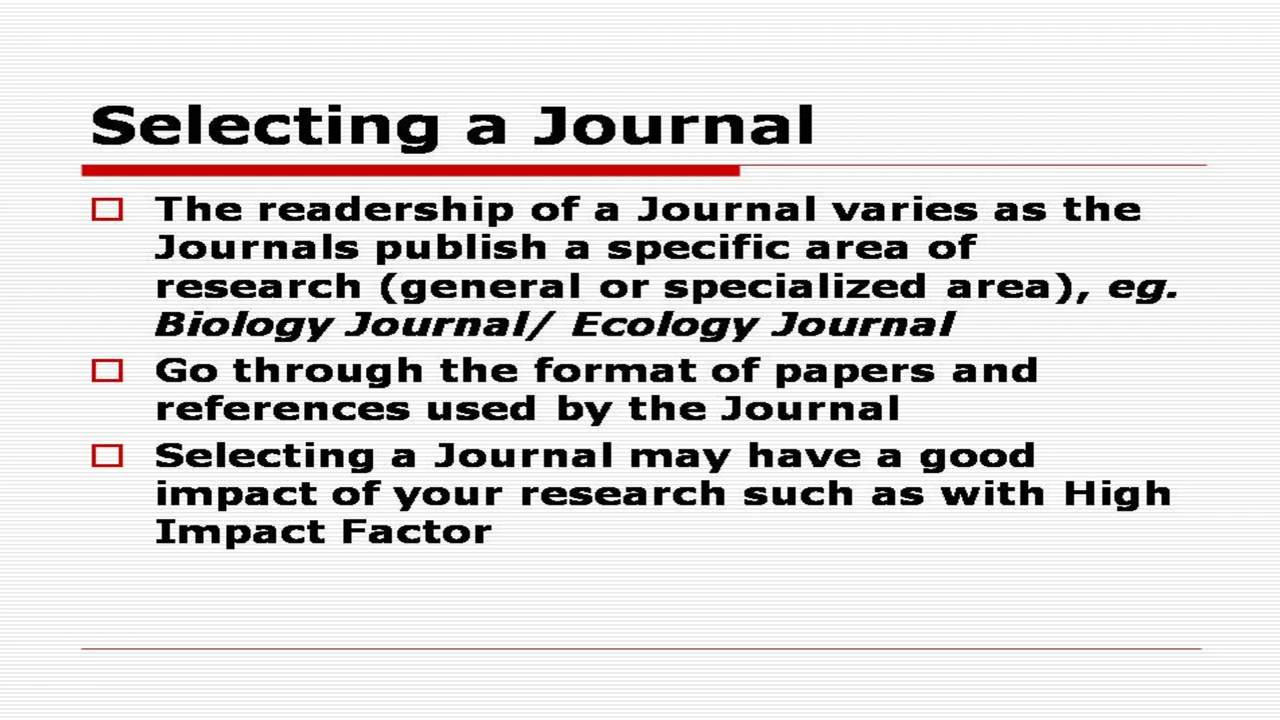 Selecting a Journal
The readership of a Journal varies as the
Journals publish a specific area of
research (general or specialized area), eg.
Biology Journal/ Ecology Journal
Go through the format of papers and
references used by the Journal
Selecting a Journal may have a good
impact of your research such as with High
Impact Factor